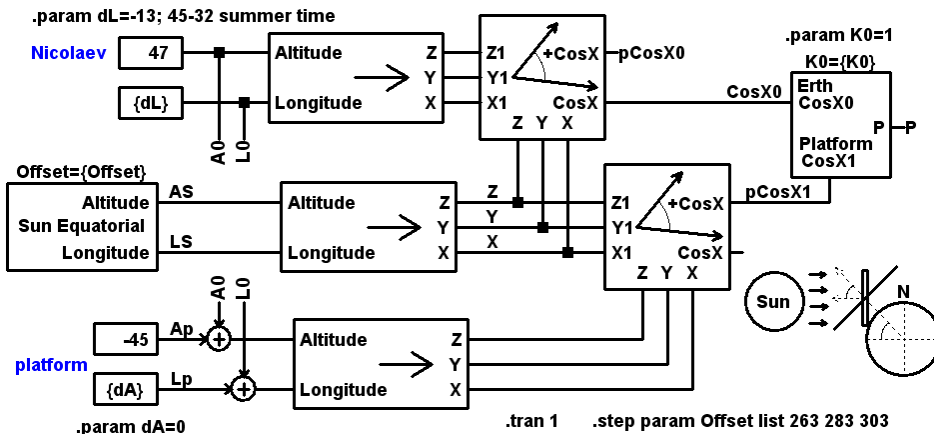 .param dL=-13; 45-32 summer time
Nicolaev
47
{dL}
A0
L0
Altitude
Longitude
Z
Y
X
Z1
Y1
X1
+CosX
CosX
Z Y X
pCosX0
CosX0
.param K0=1
K0={K0}
Erth
CosX0
Platform
CosX1
P
P
Offset={Offset}
Altitude
Sun Equatorial
Longitude
AS
LS
Altitude
Longitude
Z
Y
X
Z
Y
X
Z1
Y1
X1
+CosX
CosX
Z Y X
pCosX1
A0
L0
platform
-45
{dA}
Ap
Lp
+
+
Altitude
Longitude
Z
Y
X
Sun
N
.param dA=0
.tran 1
.step param Offset list 263 283 303